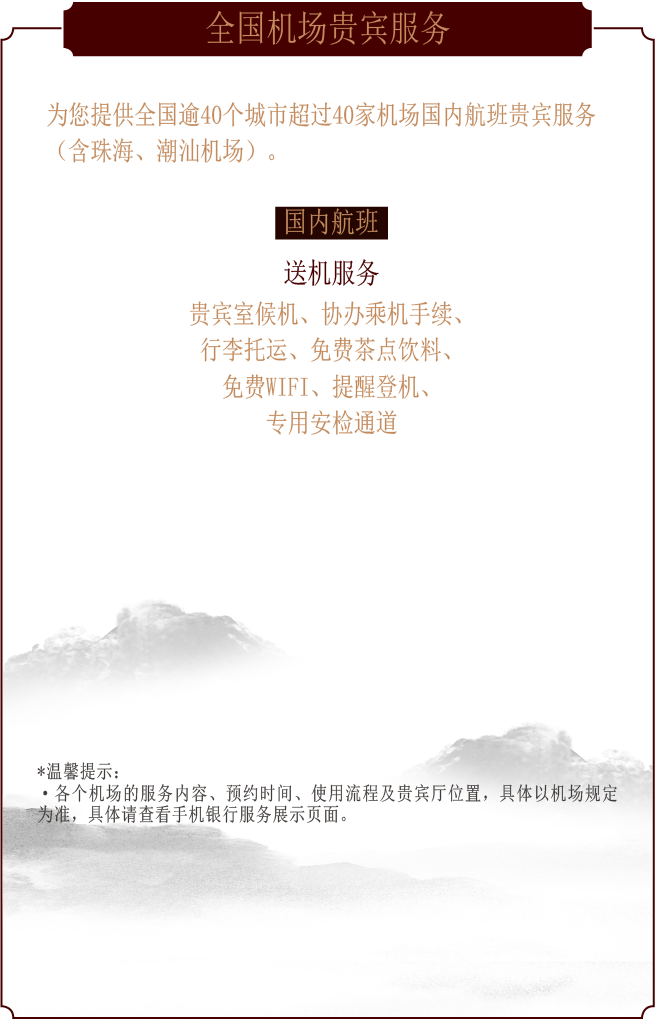 全国机场贵宾服务
为您提供全国逾40个城市超过40家机场国内航班贵宾服务
（含珠海、潮汕机场）。
国内航班
送机服务
贵宾室候机、协办乘机手续、
行李托运、免费茶点饮料、
免费WIFI、提醒登机、
专用安检通道
*温馨提示:
·各个机场的服务内容、预约时间、使用流程及贵宾厅位置，具体以机场规定
为准，具体请查看手机银行服务展示页面。